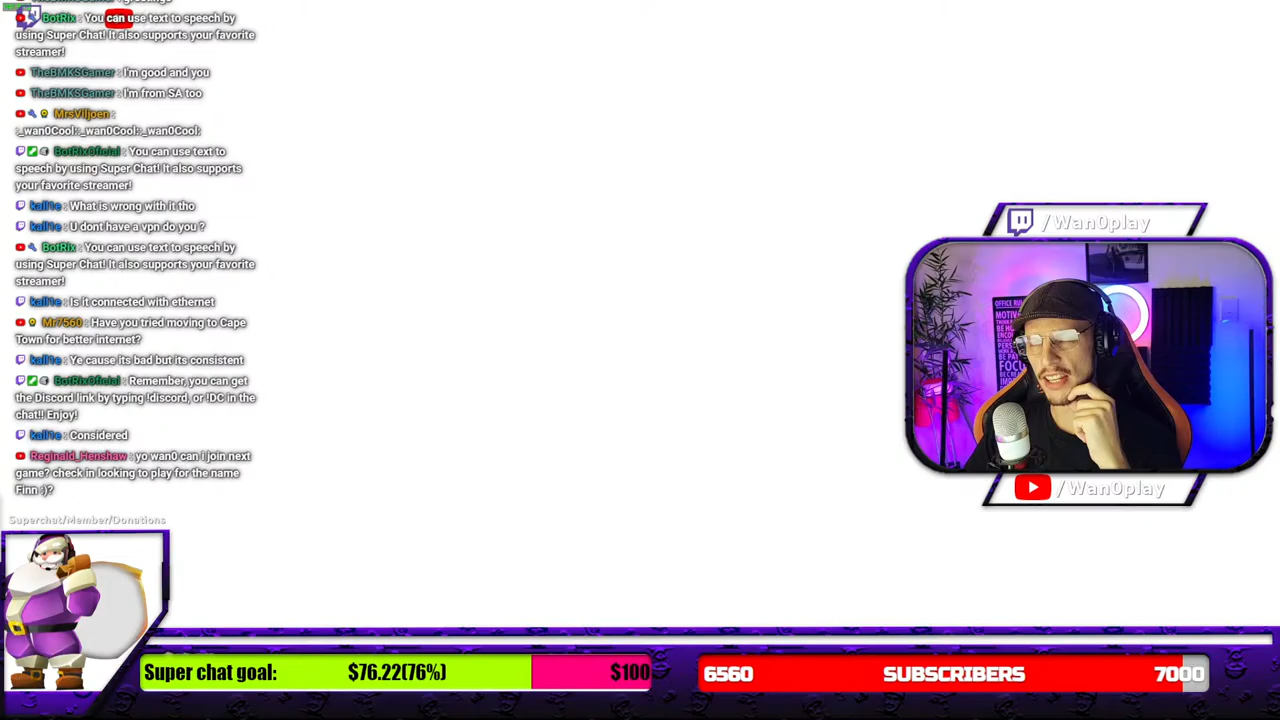 BotRix : You can use text to speech by
using Super Chat! It also supports your favorite
streamer!
TheBMKSGamer : I'm good and you
TheBMKSGamer : I'm from SA too
MrsViljoen :
:_wan0Cool::_wan0Cool::_wan0Cool:
BotRixOficial : You can use text to
speech by using Super Chat! It also supports
your favorite streamer!
kall1e : What is wrong with it tho
kall1e : U dont have a vpn do you ?
BotRix : You can use text to speech by
using Super Chat! It also supports your favorite
streamer!
kall1e : Is it connected with ethernet
Mr7560 : Have you tried moving to Cape
Town for better internet?
kall1e : Ye cause its bad but its consistent
BotRixOficial : Remember, you can get
the Discord link by typing !discord, or !DC in the
chat!! Enjoy!
kall1e : Considered
Reginald_Henshaw : yo wan0 can i join next
game? check in looking to play for the name
Finn :)?
/Wan0play
OFFICE RUL
MOTIV
FOCU
/Wan0play
Superchat/Member/Donations
Super chat goal: $76.22(76%) $100
6560 SUBSCRIBERS 7000